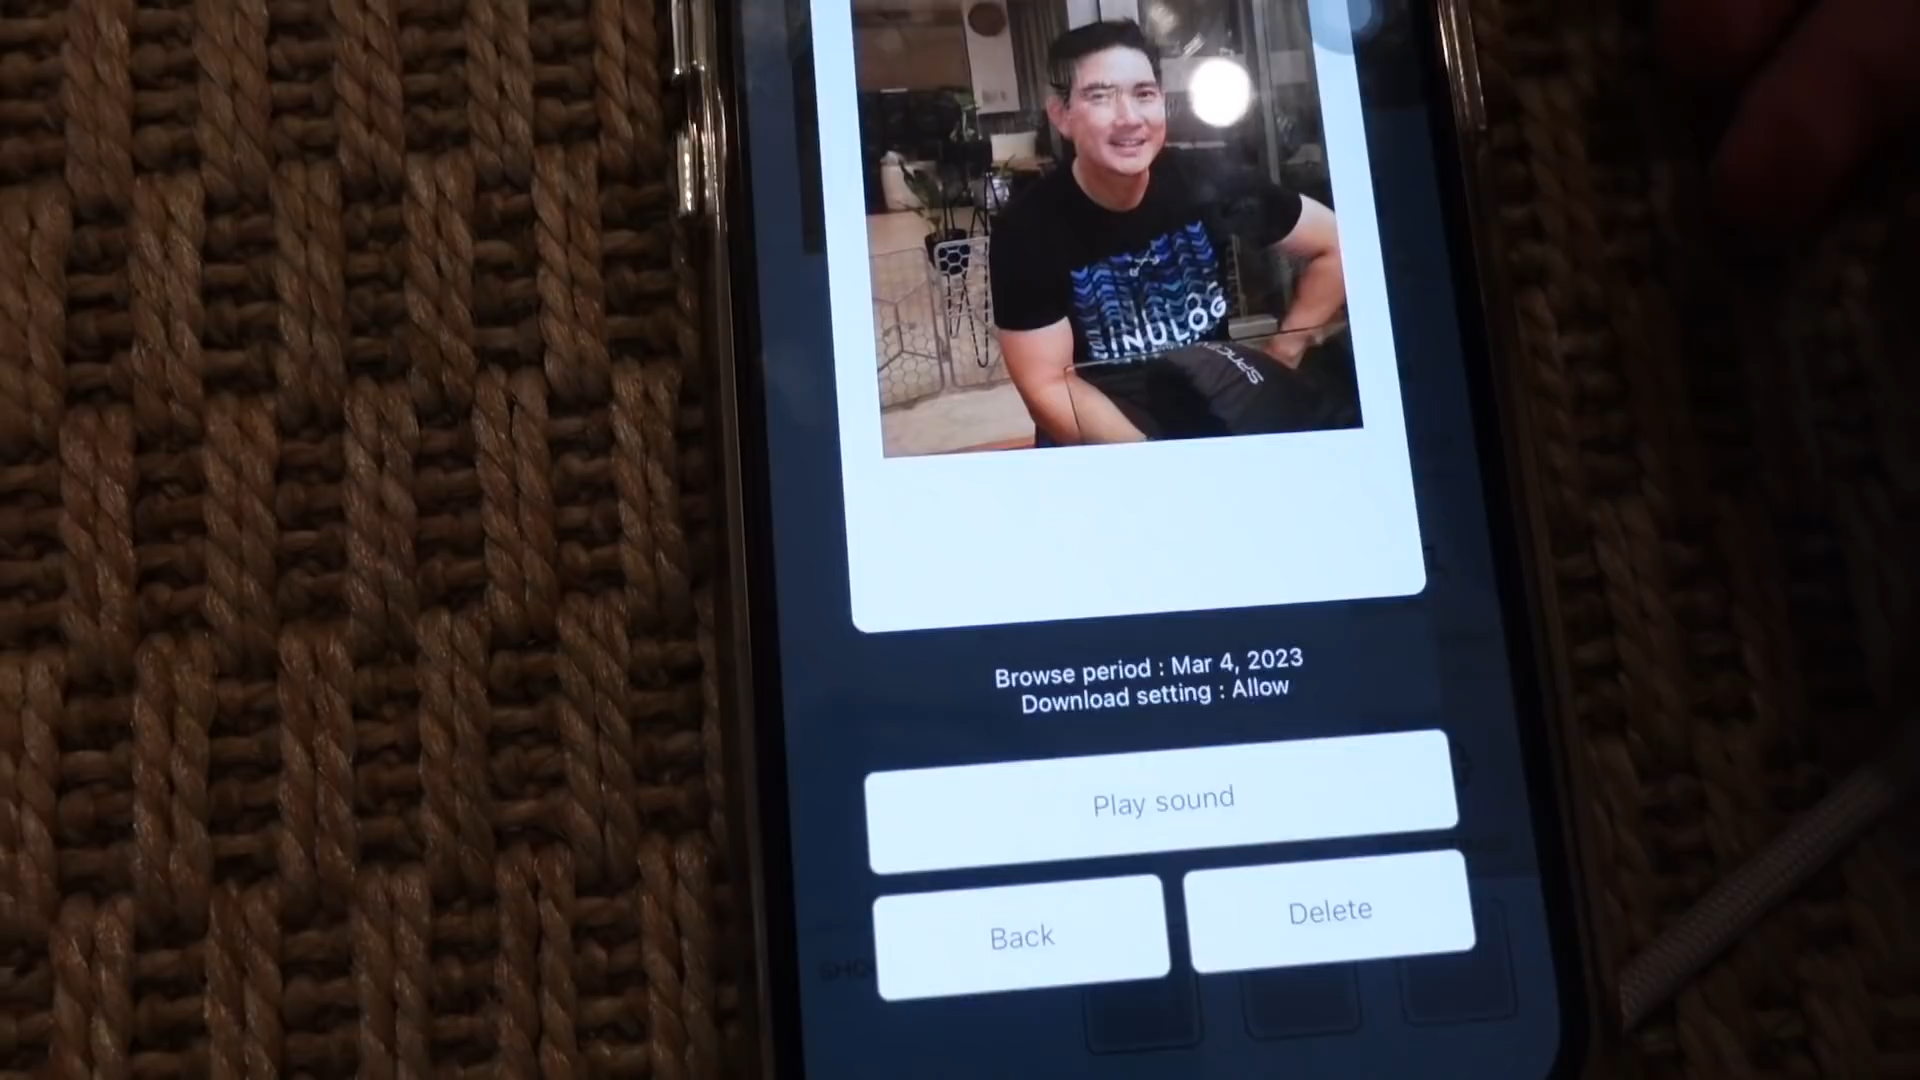 INULOG
Browse period : Mar 4, 2023
Download setting : Allow
Play sound
Back
Delete